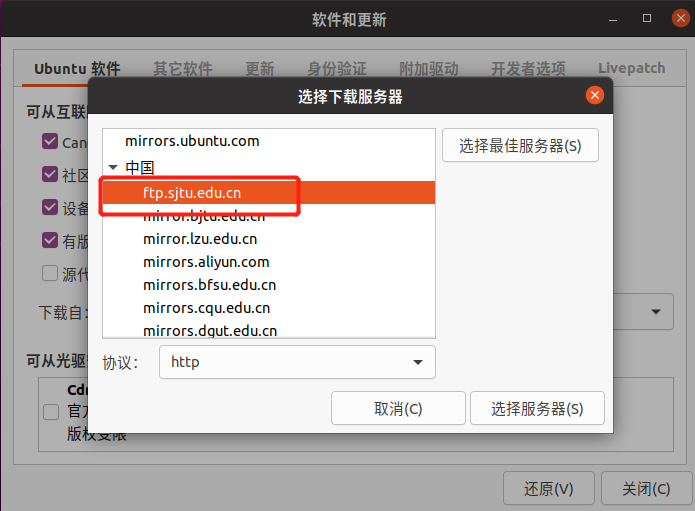 软件和更新
Ubuntu 软件 其它软件 更新 身份验证 附加驱动 开发者选项 Livepatch
选择下载服务器
可从互联
mirrors.ubuntu.com
选择最佳服务器(S)
Can
中国
社区
ftp.sjtu.edu.cn
设备
mirror.bjtu.edu.cn
有版
mirror.lzu.edu.cn
mirrors.aliyun.com
源代
mirrors.bfsu.edu.cn
下载自:
mirrors.cqu.edu.cn
mirrors.dgut.edu.cn
可从光驱
协议:
http
Cdr
官方
取消(C)
选择服务器(S)
版权受限
还原(V)
关闭(C)